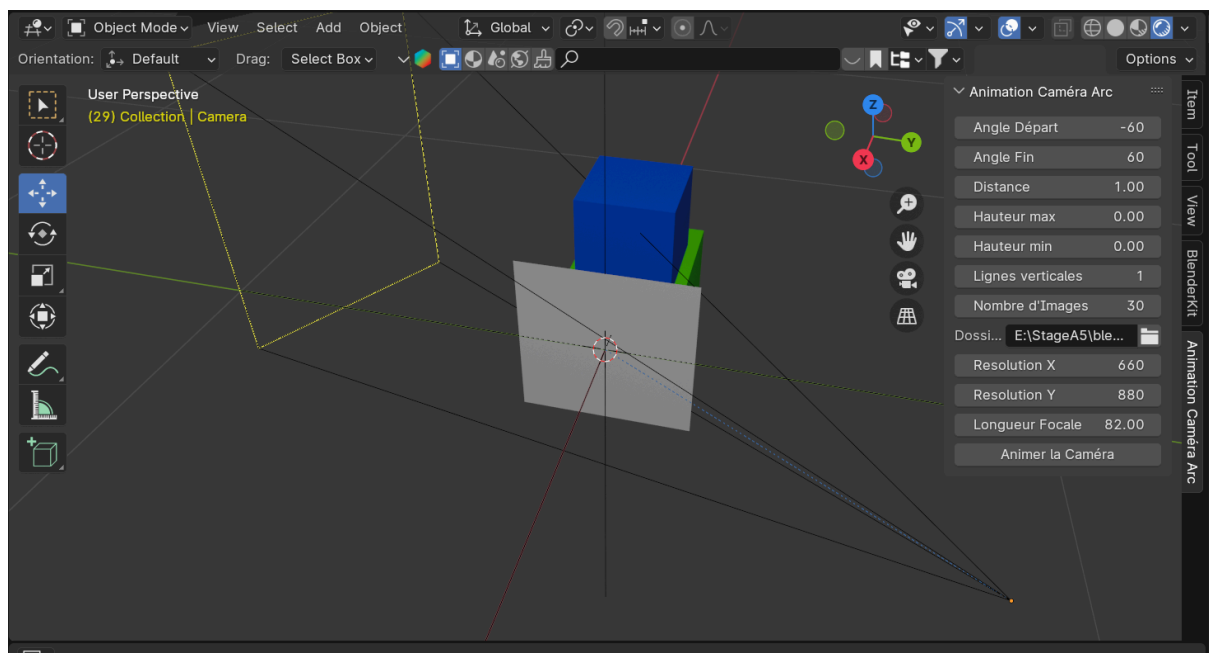 Object Mode View Select Add Object Global
Orientation: Default Drag: Select Box Options
User Perspective
(29) Collection | Camera
Z
Y
X
Animation Caméra Arc
Angle Départ -60
Angle Fin 60
Distance 1.00
Hauteur max 0.00
Hauteur min 0.00
Lignes verticales 1
Nombre d'Images 30
Dossi... E:\StageA5\ble...
Resolution X 660
Resolution Y 880
Longueur Focale 82.00
Animer la Caméra
Item
Tool
View
BlenderKit
Animation Caméra Arc